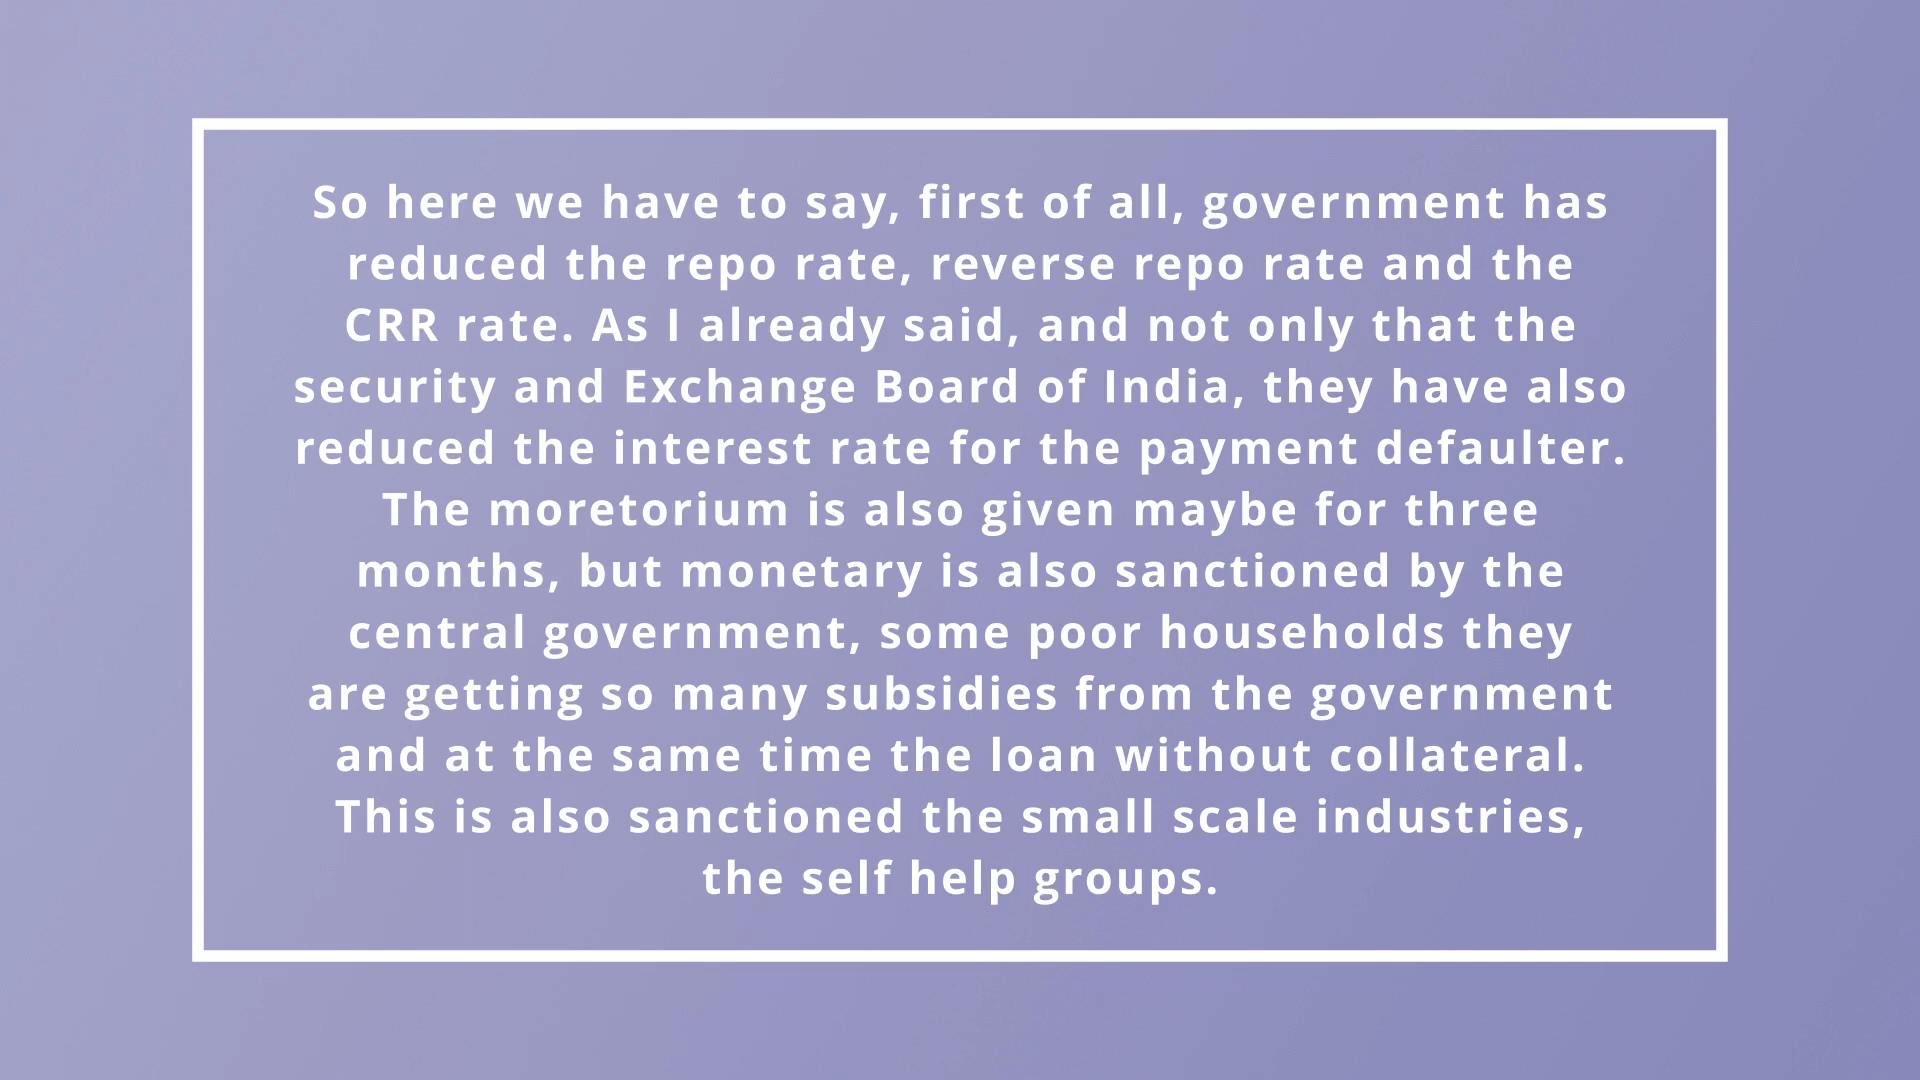 So here we have to say, first of all, government has
reduced the repo rate, reverse repo rate and the
CRR rate. As I already said, and not only that the
security and Exchange Board of India, they have also
reduced the interest rate for the payment defaulter.
The moretorium is also given maybe for three
months, but monetary is also sanctioned by the
central government, some poor households they
are getting so many subsidies from the government
and at the same time the loan without collateral.
This is also sanctioned the small scale industries,
the self help groups.